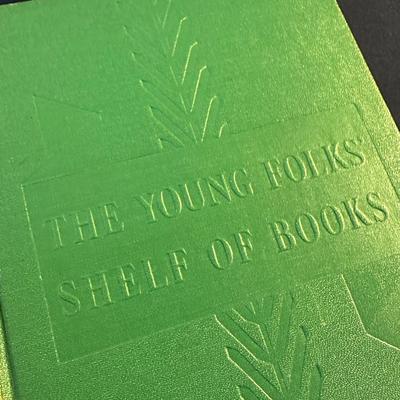 THE YOUNG FOLKS'
SHELF OF BOOKS